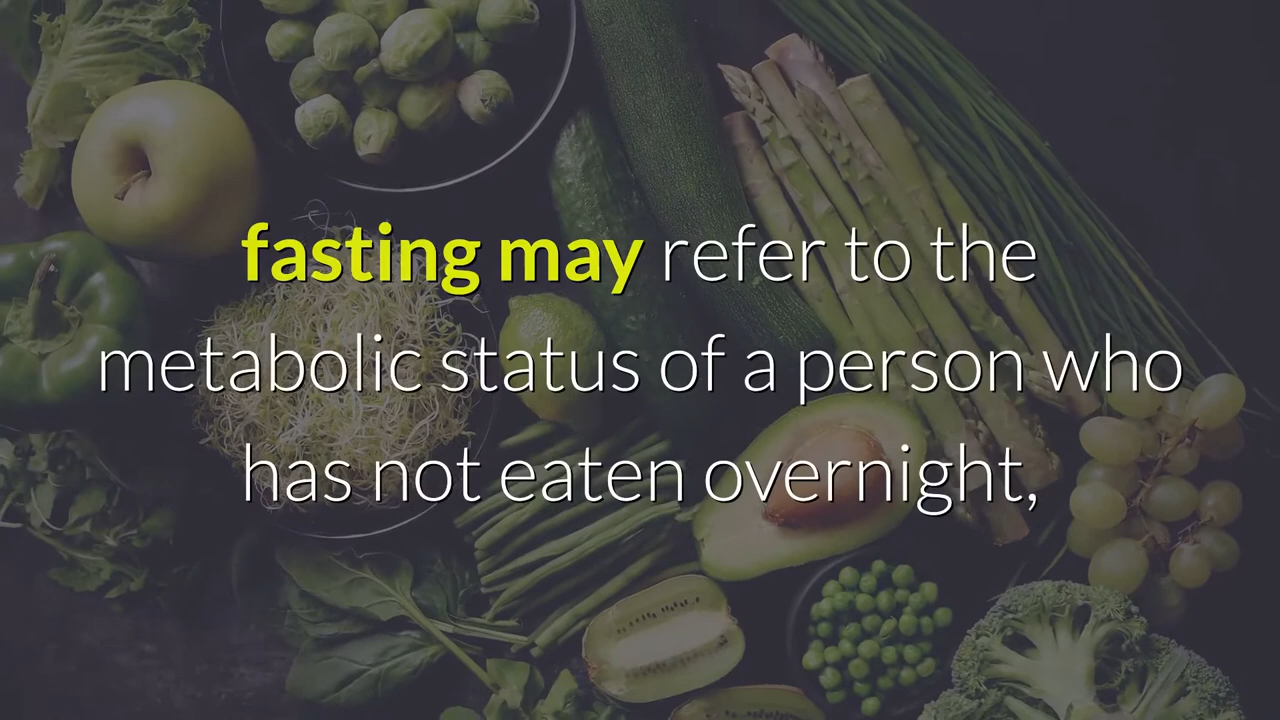 fasting may refer to the
metabolic status of a person who
has not eaten overnight,